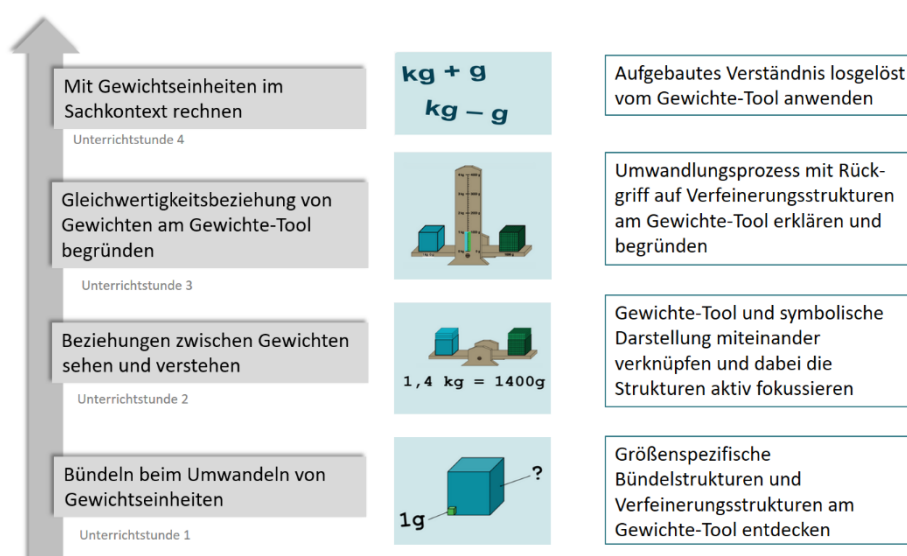 Mit Gewichtseinheiten im
Sachkontext rechnen
Unterrichtstunde 4
kg + g
kg – g
Aufgebautes Verständnis losgelöst
vom Gewichte-Tool anwenden
Gleichwertigkeitsbeziehung von
Gewichten am Gewichte-Tool
begründen
Unterrichtstunde 3
Umwandlungsprozess mit Rück-
griff auf Verfeinerungsstrukturen
am Gewichte-Tool erklären und
begründen
Beziehungen zwischen Gewichten
sehen und verstehen
Unterrichtstunde 2
1,4 kg = 1400g
Gewichte-Tool und symbolische
Darstellung miteinander
verknüpfen und dabei die
Strukturen aktiv fokussieren
Bündeln beim Umwandeln von
Gewichtseinheiten
Unterrichtstunde 1
?
1g
Größenspezifische
Bündelstrukturen und
Verfeinerungsstrukturen am
Gewichte-Tool entdecken